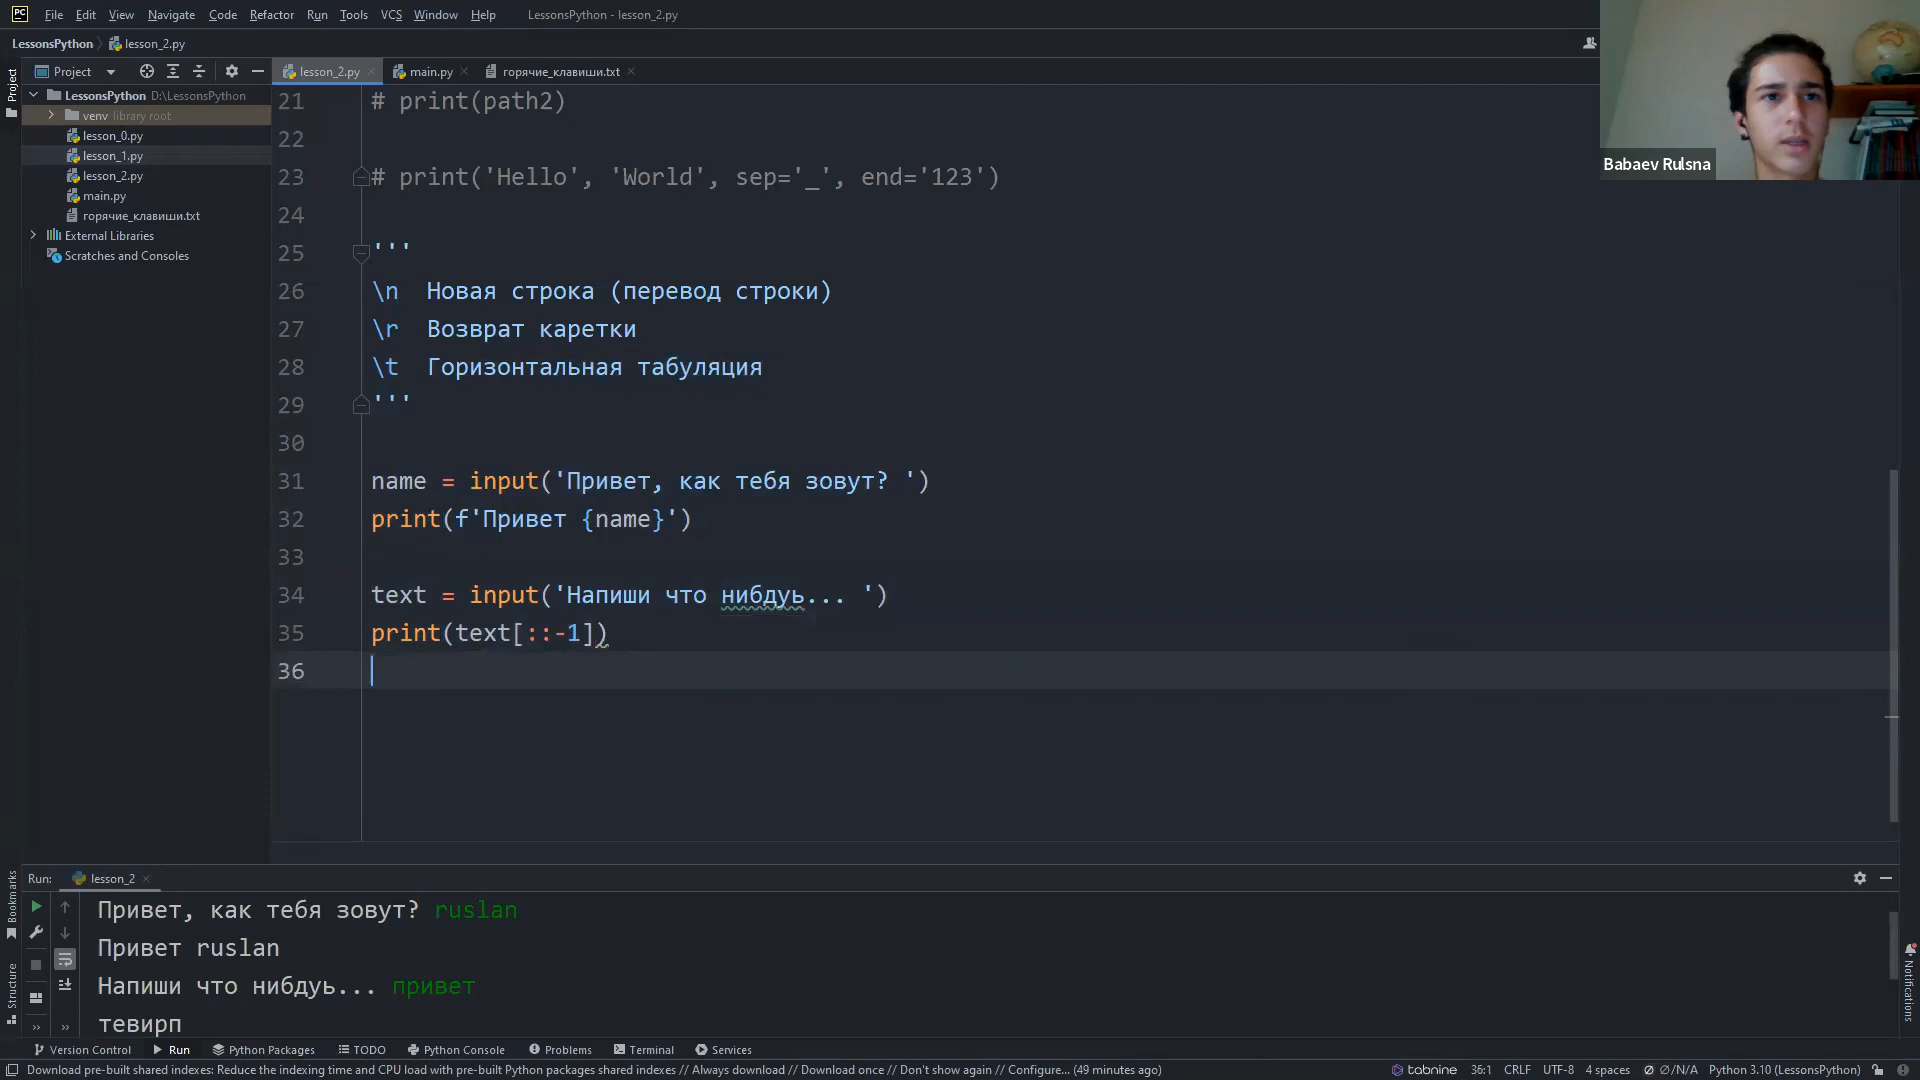 PC File Edit View Navigate Code Refactor Run Tools VCS Window Help LessonsPython - lesson_2.py
LessonsPython lesson_2.py
Project
Project
lesson_2.py main.py горячие_клавиши.txt
LessonsPython D:\LessonsPython
venv library root
lesson_0.py
lesson_1.py
lesson_2.py
main.py
горячие_клавиши.txt
External Libraries
Scratches and Consoles
Babaev Rulsna
21 # print(path2)
22
23 # print('Hello', 'World', sep='_', end='123')
24
25 '''
26 \n Новая строка (перевод строки)
27 \r Возврат каретки
28 \t Горизонтальная табуляция
29 '''
30
31 name = input('Привет, как тебя зовут? ')
32 print(f'Привет {name}')
33
34 text = input('Напиши что нибдуь... ')
35 print(text[::-1])
36
Bookmarks
Structure
Notifications
Run: lesson_2
Привет, как тебя зовут? ruslan
Привет ruslan
Напиши что нибдуь... привет
тевирп
Version Control Run Python Packages TODO Python Console Problems Terminal Services
Download pre-built shared indexes: Reduce the indexing time and CPU load with pre-built Python packages shared indexes // Always download // Download once // Don't show again // Configure... (49 minutes ago) tabnine 36:1 CRLF UTF-8 4 spaces ∅/N/A Python 3.10 (LessonsPython)